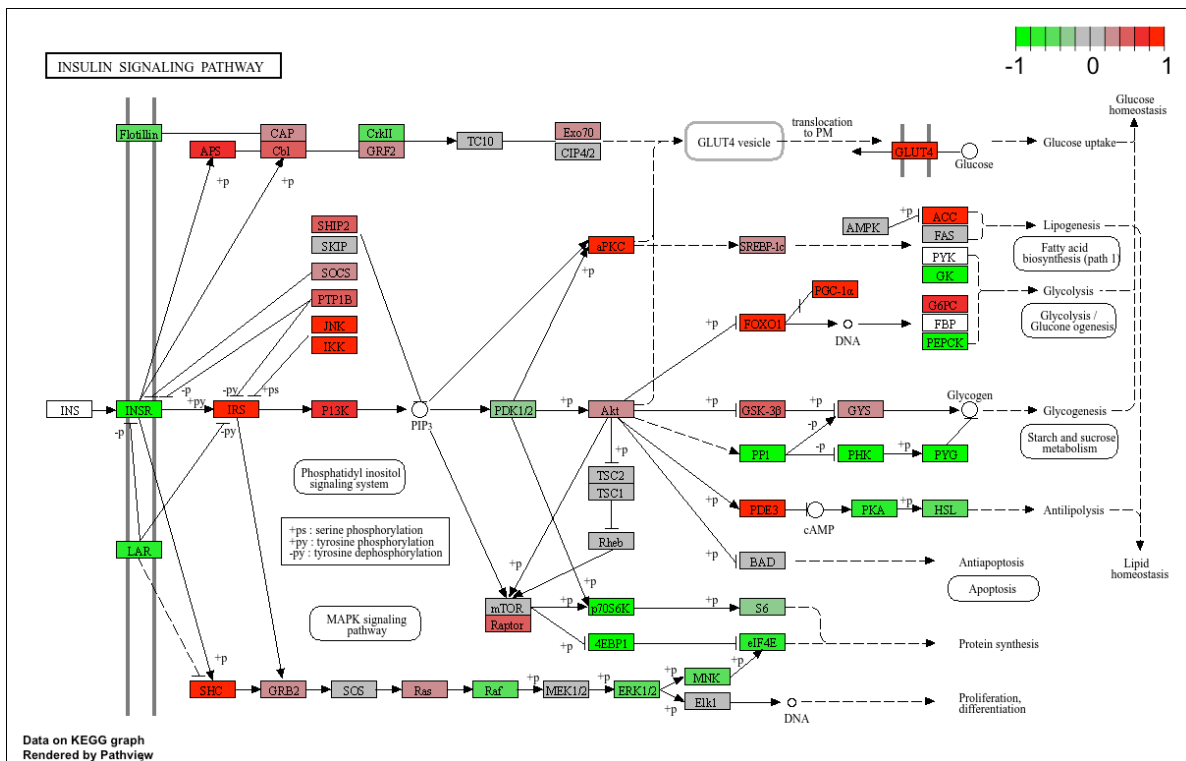 INSULIN SIGNALING PATHWAY
-1
0
1
Flotillin
CAP
CrkII
TC10
Exo70
APS
Cbl
GRF2
CIP4/2
GLUT4 vesicle
translocation
to PM
GLUT4
Glucose
Glucose uptake
Glucose
homeostasis
+p
+p
SHIP2
SKIP
SOCS
PTP1B
JNK
IKK
aPKC
+p
SREBP-1c
AMPK
+p
ACC
FAS
PYK
GK
Lipogenesis
Fatty acid
biosynthesis (path 1)
Glycolysis
PGC-1α
FOXO1
+p
DNA
G6PC
FBP
PEPCK
Glycolysis /
Glucone ogenesis
-p
+py
-py
+ps
INS
INSR
IRS
P13K
PIP3
PDK1/2
+p
Akt
+p
GSK-3β
+p
GYS
Glycogen
Glycogenesis
-p
-py
-p
-p
PP1
PHK
+p
PYG
Starch and sucrose
metabolism
Phosphatidyl inositol
signaling system
+p
TSC2
TSC1
+p
PDE3
cAMP
PKA
+p
HSL
Antilipolysis
+ps : serine phosphorylation
+py : tyrosine phosphorylation
-py : tyrosine dephosphorylation
LAR
Rheb
+p
+p
BAD
Antiapoptosis
Apoptosis
Lipid
homeostasis
+p
mTOR
Raptor
+p
p70S6K
+p
S6
MAPK signaling
pathway
+p
4EBP1
eIF4E
Protein synthesis
+p
SHC
GRB2
SOS
Ras
Raf
+p
MEK1/2
+p
ERK1/2
+p
MNK
+p
+p
Elk1
DNA
Proliferation,
differentiation
Data on KEGG graph
Rendered by Pathview